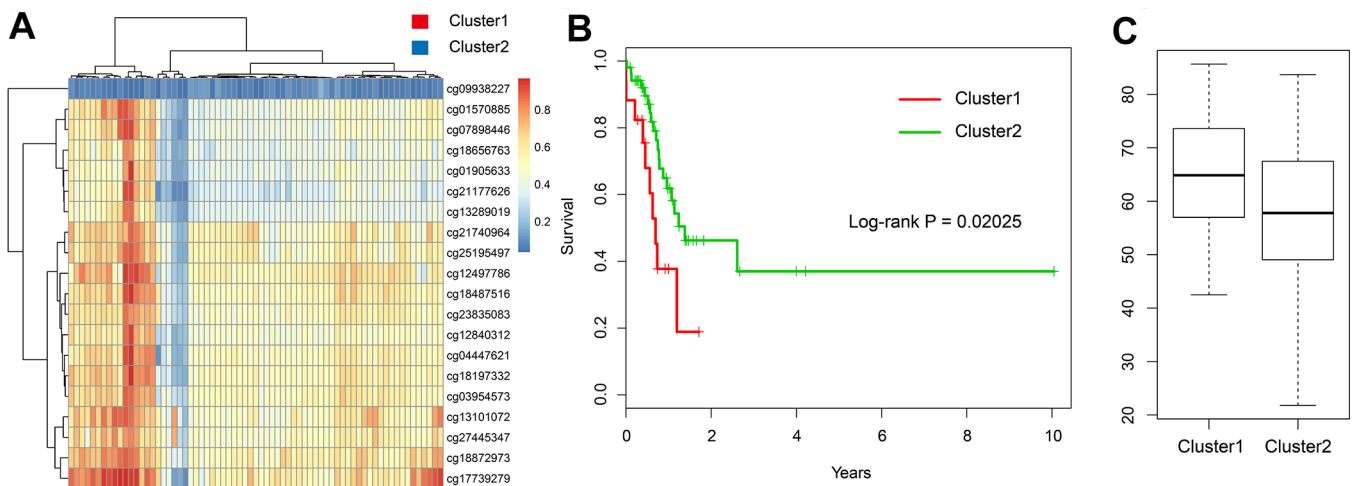 A
Cluster1
Cluster2
cg09938227
cg01570885
cg07898446
cg18656763
cg01905633
cg21177626
cg13289019
cg21740964
cg25195497
cg12497786
cg18487516
cg23835083
cg12840312
cg04447621
cg18197332
cg03954573
cg13101072
cg27445347
cg18872973
cg17739279
0.8
0.6
0.4
0.2
B
Survival
1.0
0.8
0.6
0.4
0.2
0.0
Cluster1
Cluster2
Log-rank P = 0.02025
0 2 4 6 8 10
Years
C
80
70
60
50
40
30
20
Cluster1 Cluster2